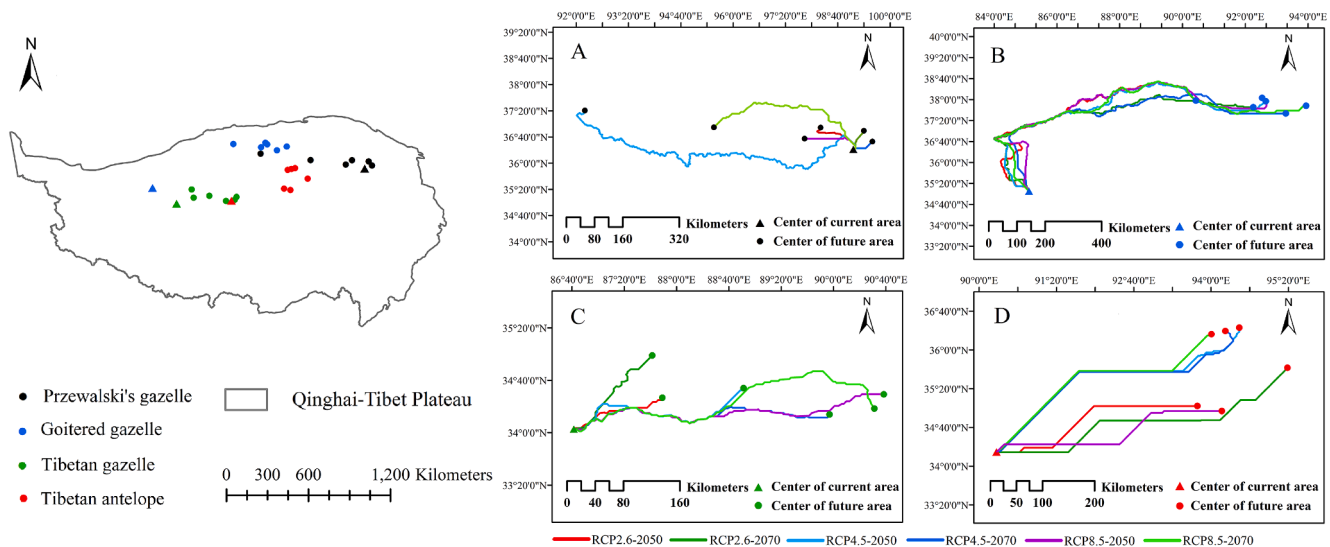 N
Przewalski's gazelle
Goitered gazelle
Tibetan gazelle
Tibetan antelope
Qinghai-Tibet Plateau
0 300 600 1,200 Kilometers
92°0'0"E 93°20'0"E 94°40'0"E 96°0'0"E 97°20'0"E 98°40'0"E 100°0'0"E
39°20'0"N
38°40'0"N
38°0'0"N
37°20'0"N
36°40'0"N
36°0'0"N
35°20'0"N
34°40'0"N
34°0'0"N
A
N
Kilometers
0 80 160 320
Center of current area
Center of future area
84°0'0"E 86°0'0"E 88°0'0"E 90°0'0"E 92°0'0"E 94°0'0"E
40°0'0"N
39°20'0"N
38°40'0"N
38°0'0"N
37°20'0"N
36°40'0"N
36°0'0"N
35°20'0"N
34°40'0"N
34°0'0"N
33°20'0"N
B
N
Kilometers
0 100 200 400
Center of current area
Center of future area
86°40'0"E 87°20'0"E 88°0'0"E 88°40'0"E 89°20'0"E 90°0'0"E 90°40'0"E
35°20'0"N
34°40'0"N
34°0'0"N
33°20'0"N
C
N
Kilometers
0 40 80 160
Center of current area
Center of future area
90°0'0"E 91°20'0"E 92°40'0"E 94°0'0"E 95°20'0"E
36°40'0"N
36°0'0"N
35°20'0"N
34°40'0"N
34°0'0"N
33°20'0"N
D
N
Kilometers
0 50 100 200
Center of current area
Center of future area
RCP2.6-2050 RCP2.6-2070 RCP4.5-2050 RCP4.5-2070 RCP8.5-2050 RCP8.5-2070